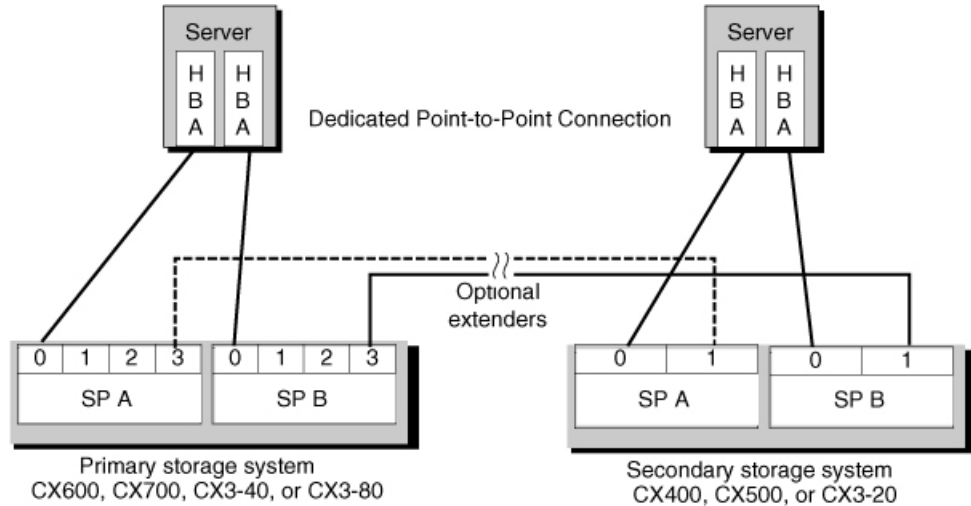 Server
H B A
H B A
Server
H B A
H B A
Dedicated Point-to-Point Connection
Optional
extenders
0 1 2 3
SP A
0 1 2 3
SP B
0 1
SP A
0 1
SP B
Primary storage system
CX600, CX700, CX3-40, or CX3-80
Secondary storage system
CX400, CX500, or CX3-20